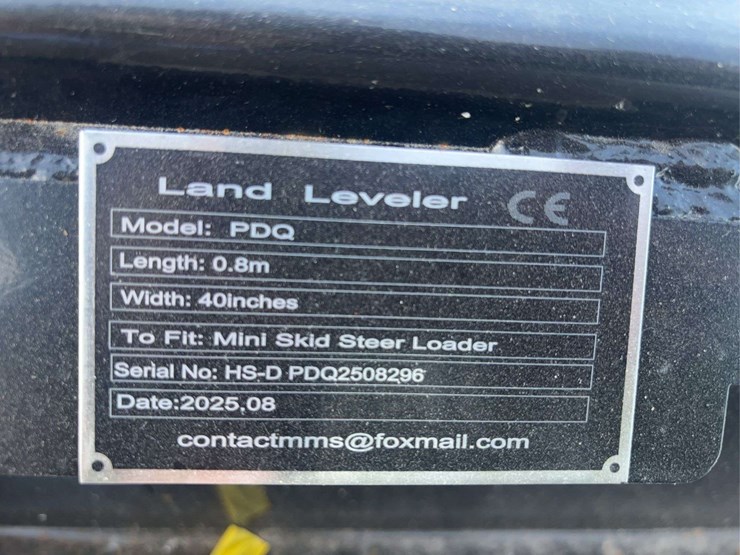 Land Leveler CE
Model: PDQ
Length: 0.8m
Width: 40inches
To Fit: Mini Skid Steer Loader
Serial No: HS-D PDQ2508296
Date:2025.08
contactmms@foxmail.com